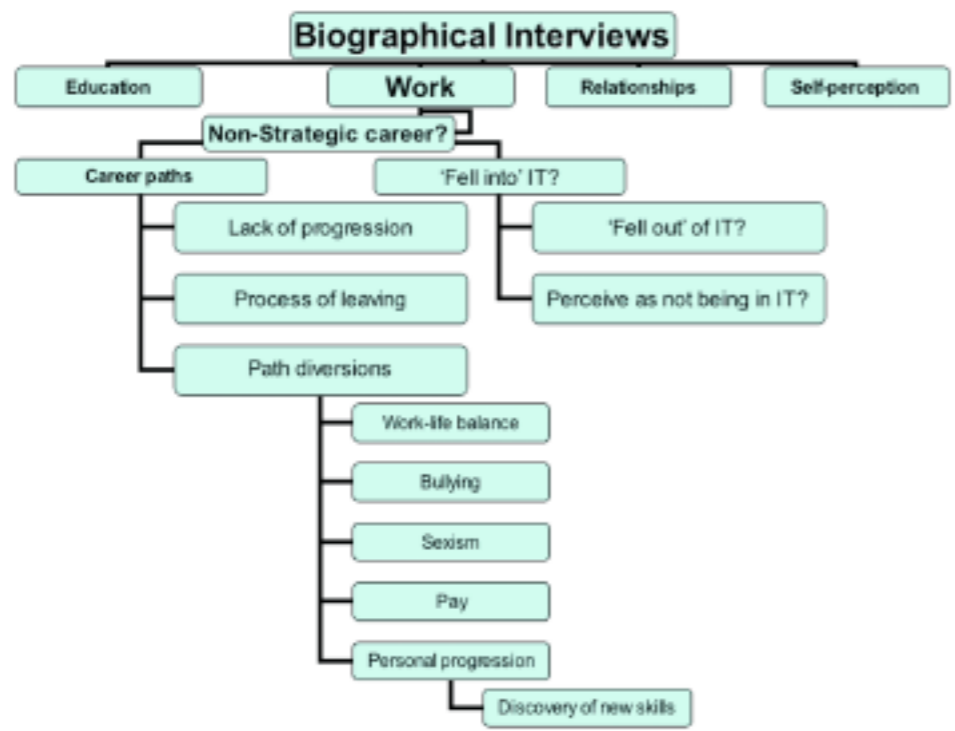 Biographical Interviews
Education
Work
Relationships
Self-perception
Non-Strategic career?
Career paths
‘Fell into’ IT?
Lack of progression
‘Fell out’ of IT?
Process of leaving
Perceive as not being in IT?
Path diversions
Work-life balance
Bullying
Sexism
Pay
Personal progression
Discovery of new skills